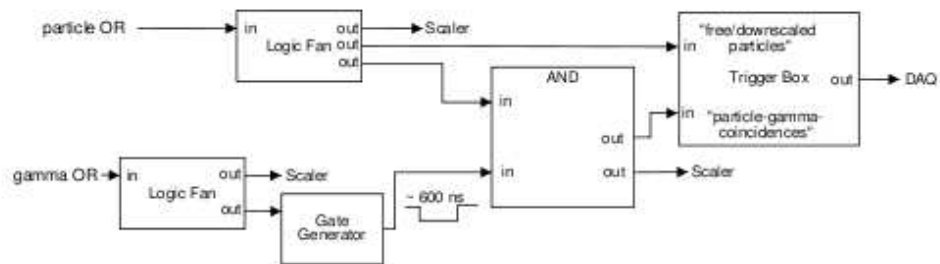 particle OR
in
out
Logic Fan
out
out
Scaler
gamma OR
in
out
Logic Fan
out
Scaler
Gate
Generator
~ 600 ns
AND
in
in
out
out
Scaler
"free/downscaled
particles"
in
Trigger Box
out
in
"particle-gamma-
coincidences"
DAQ